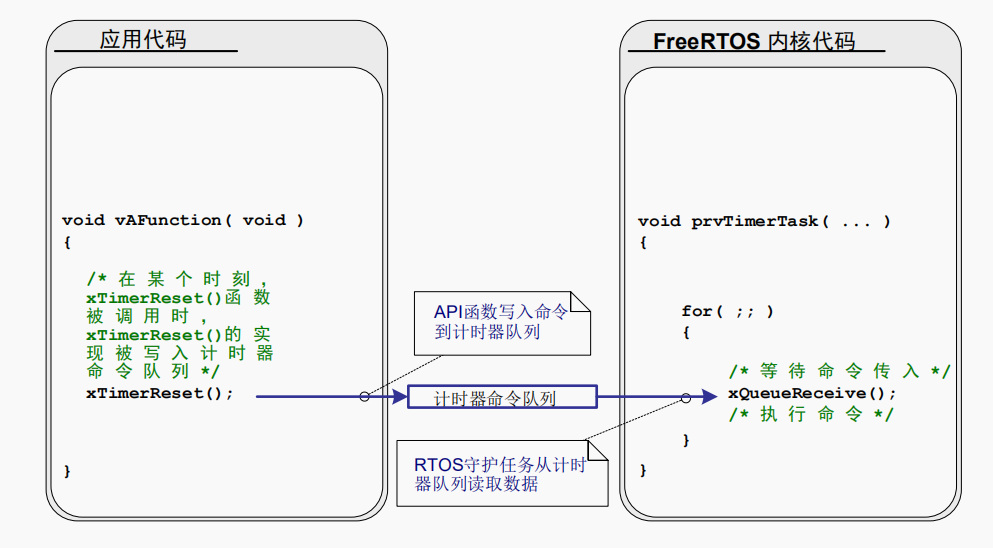 应用代码
void vAFunction( void )
{
/* 在 某 个 时 刻 ,
xTimerReset()函 数
被 调 用 时 ,
xTimerReset()的 实
现 被 写 入 计 时 器
命 令 队 列 */
xTimerReset();
}
API函数写入命令
到计时器队列
计时器命令队列
RTOS守护任务从计时
器队列读取数据
FreeRTOS 内核代码
void prvTimerTask( ... )
{
for( ;; )
{
/* 等 待 命 令 传 入 */
xQueueReceive();
/* 执 行 命 令 */
}
}